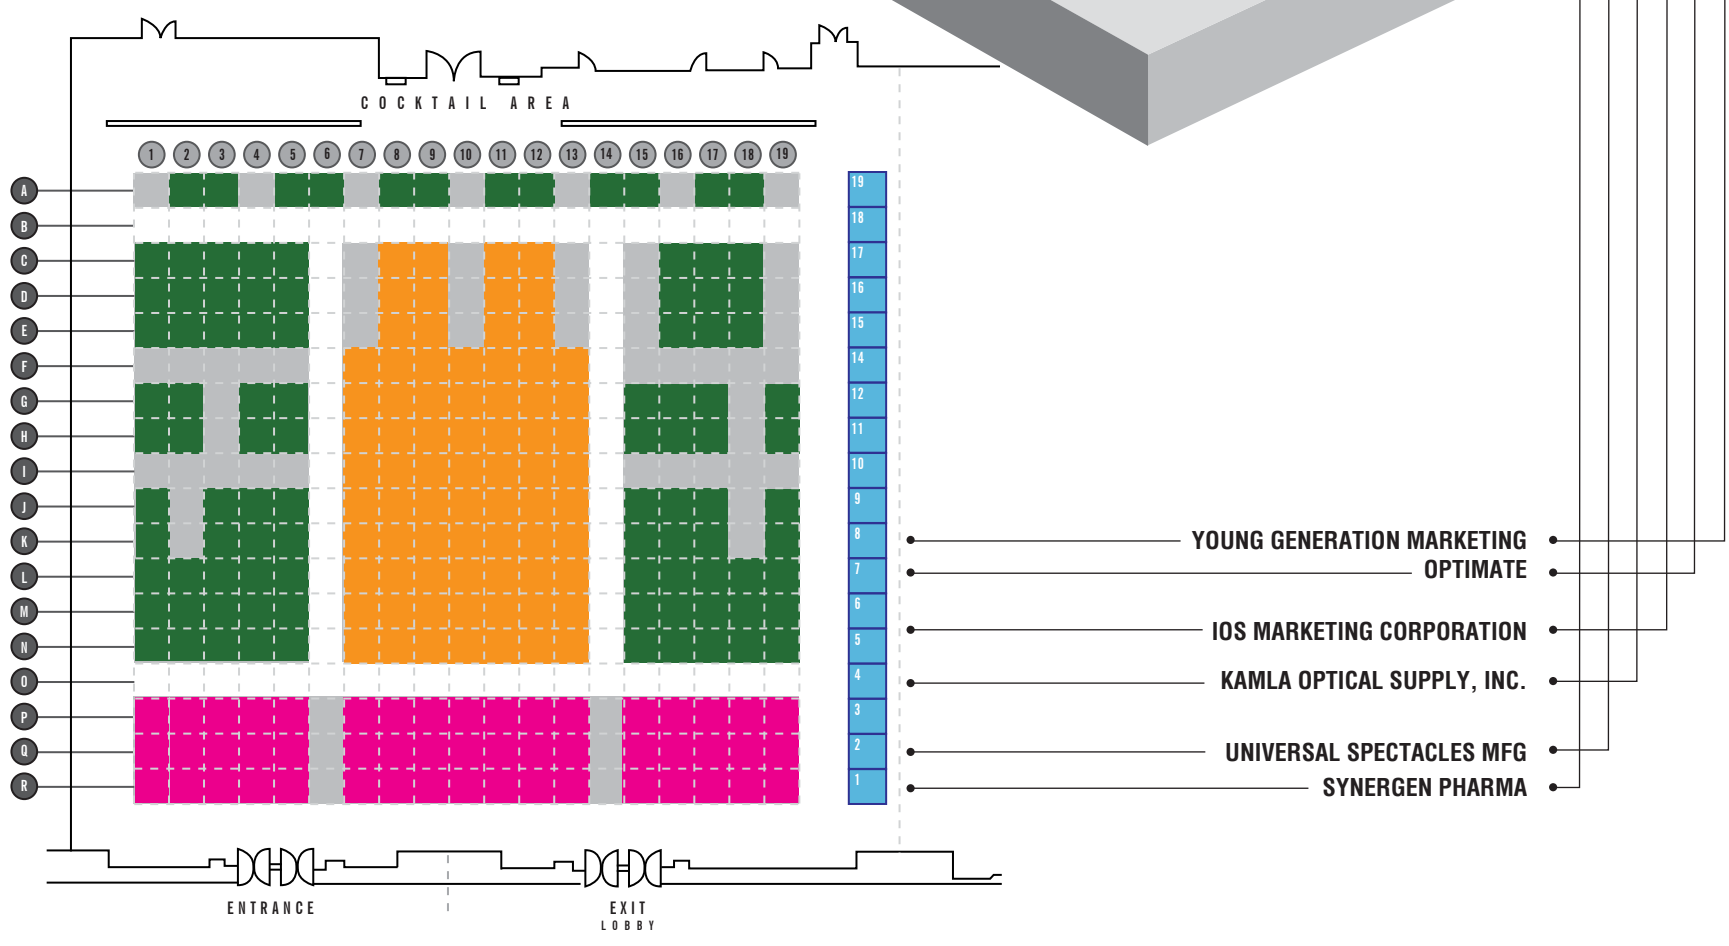 COCKTAIL AREA
1 2 3 4 5 6 7 8 9 10 11 12 13 14 15 16 17 18 19
A
19
B
18
C
17
D
16
E
15
F
14
G
12
H
11
I
10
J
9
K
8
YOUNG GENERATION MARKETING
L
7
OPTIMATE
M
6
N
5
IOS MARKETING CORPORATION
O
4
KAMLA OPTICAL SUPPLY, INC.
P
3
Q
2
UNIVERSAL SPECTACLES MFG
R
1
SYNERGEN PHARMA
ENTRANCE
EXIT
LOBBY